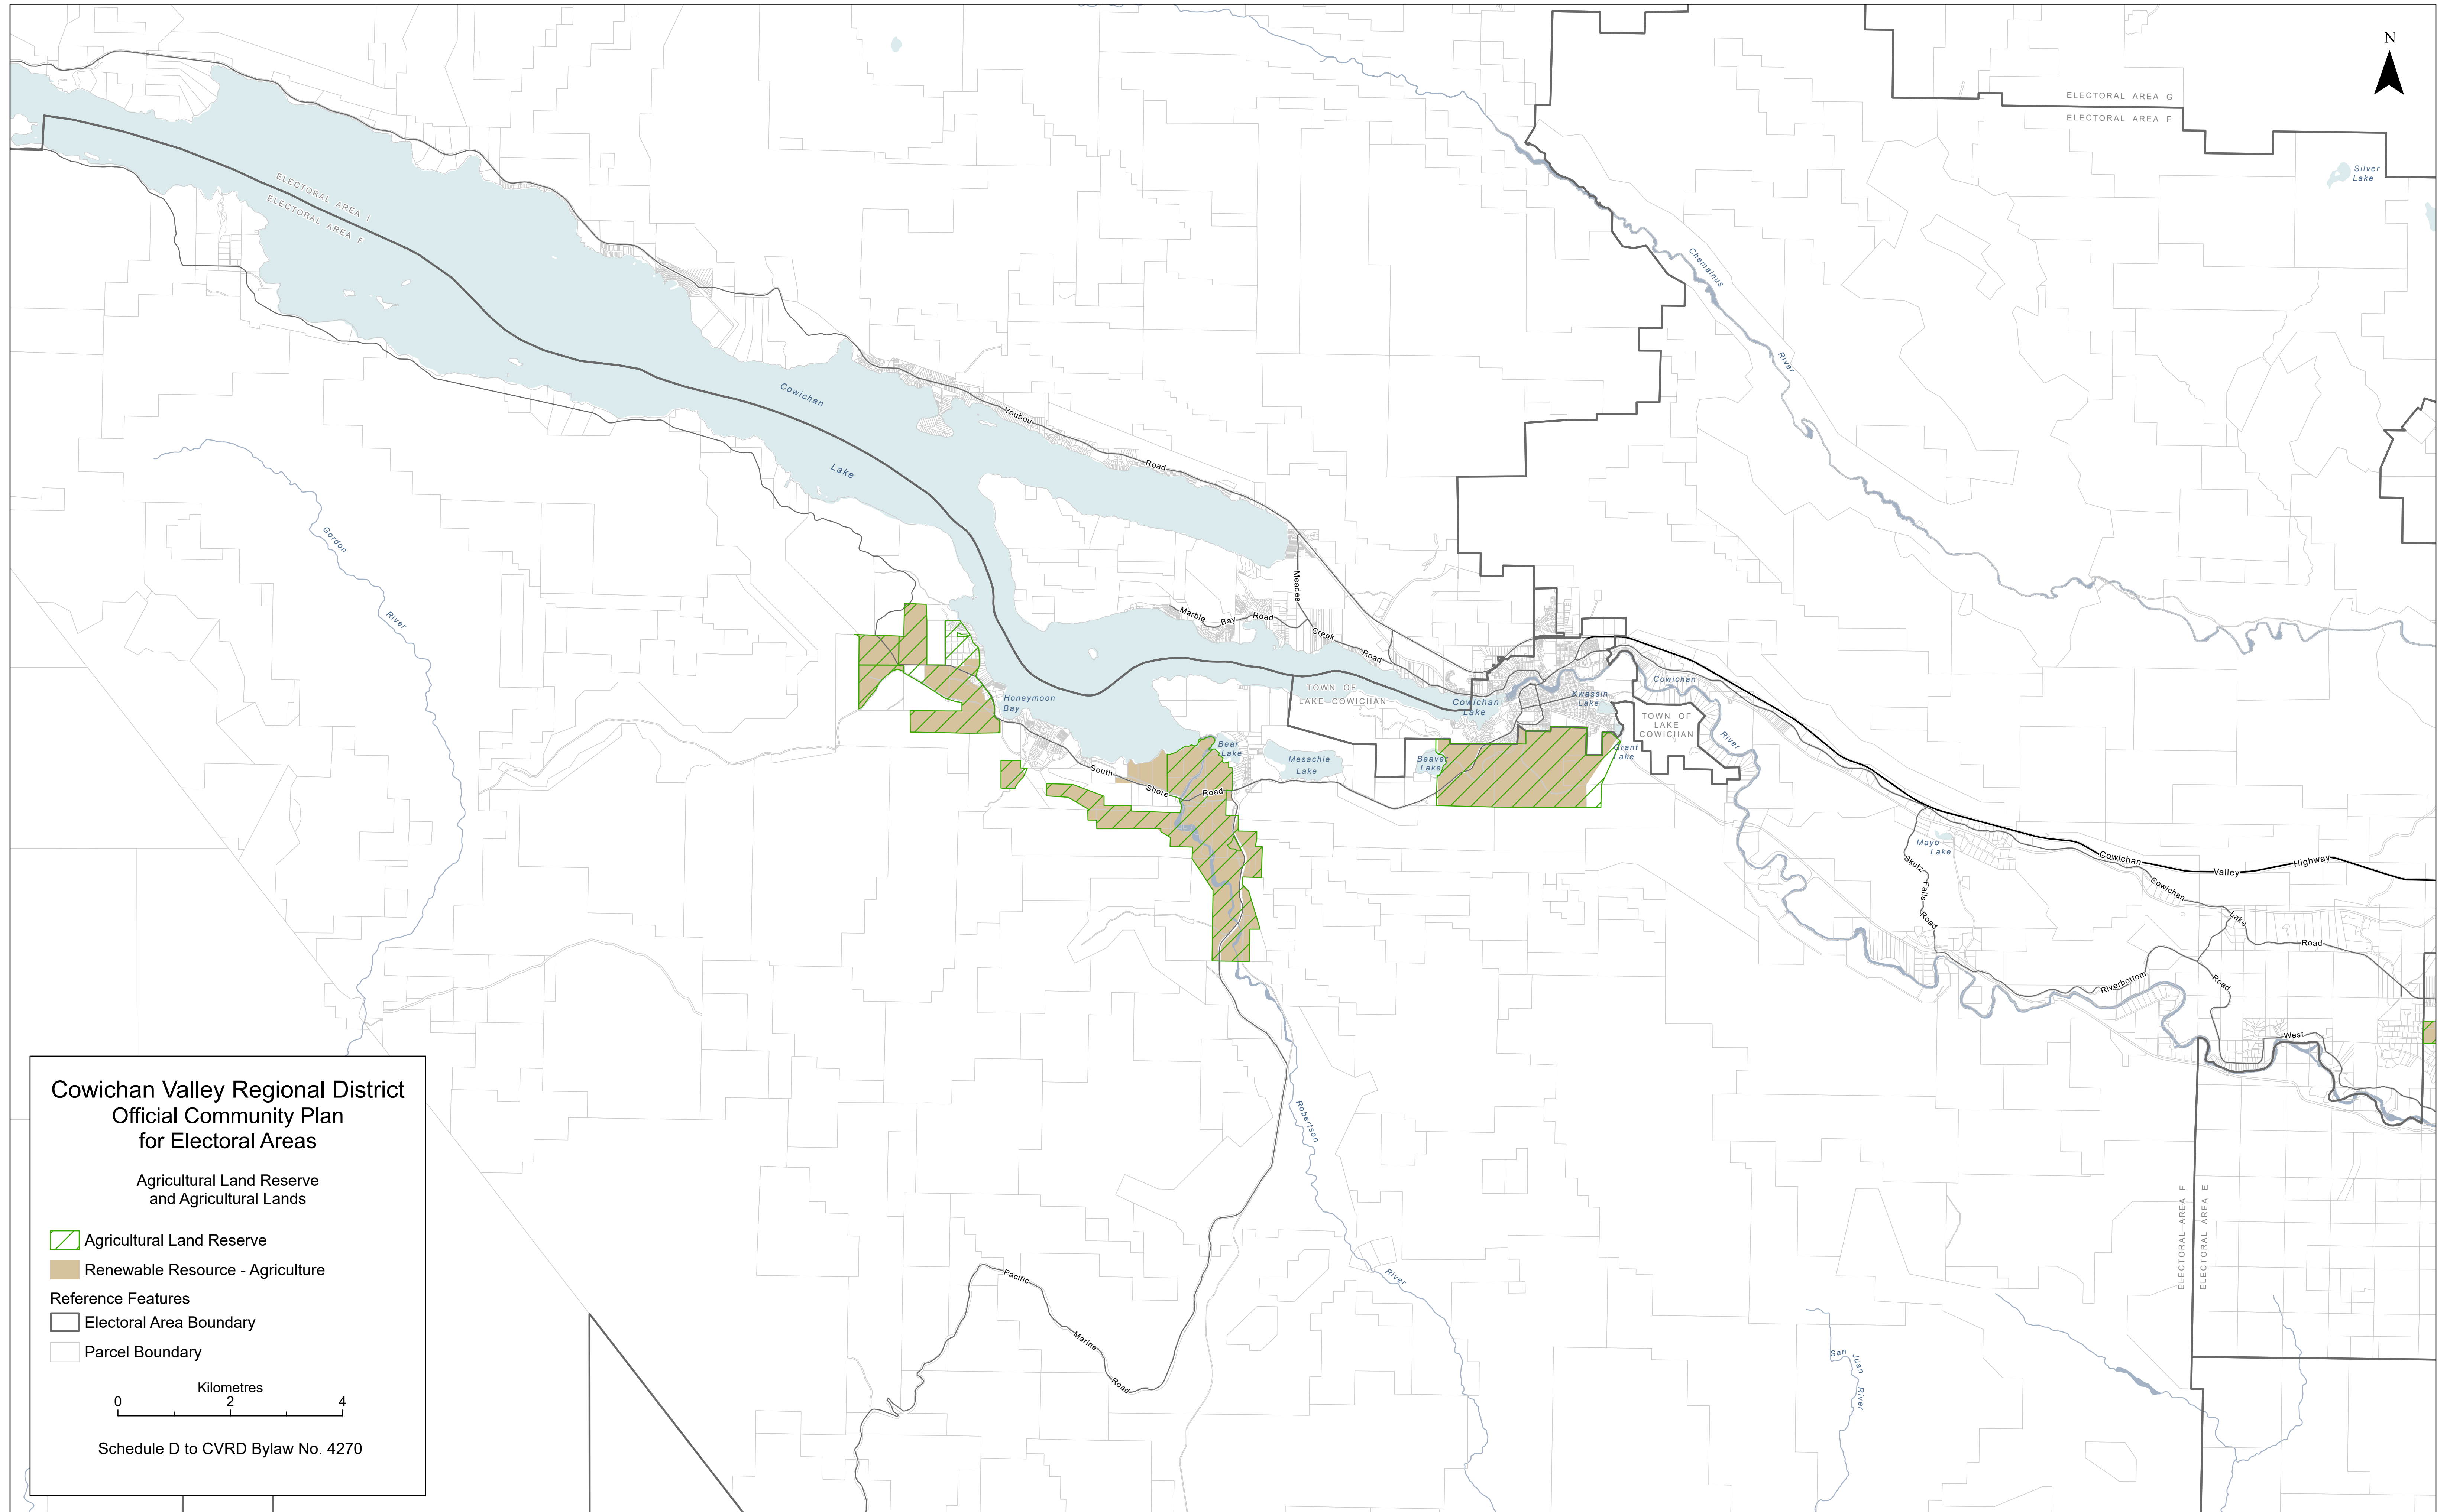 N
ELECTORAL AREA G
ELECTORAL AREA F
Silver
Lake
ELECTORAL AREA I
ELECTORAL AREA F
Chemainus
River
Cowichan
Lake
Youbou
Road
Gordon
River
Meades
Creek
Road
Marble
Bay
Road
Honeymoon
Bay
TOWN OF
LAKE COWICHAN
Cowichan
Lake
Kwassin
Lake
Cowichan
River
TOWN OF
LAKE
COWICHAN
Grant
Lake
Bear
Lake
Mesachie
Lake
Beaver
Lake
South
Shore
Road
Mayo
Lake
Skutz
Falls
Road
Cowichan
Valley
Highway
Cowichan
Lake
Road
Riverbottom
Road
West
Robertson
River
Pacific
Marine
Road
San
Juan
River
ELECTORAL AREA F
ELECTORAL AREA E
Cowichan Valley Regional District
Official Community Plan
for Electoral Areas
Agricultural Land Reserve
and Agricultural Lands
Agricultural Land Reserve
Renewable Resource - Agriculture
Reference Features
Electoral Area Boundary
Parcel Boundary
Kilometres
0 2 4
Schedule D to CVRD Bylaw No. 4270